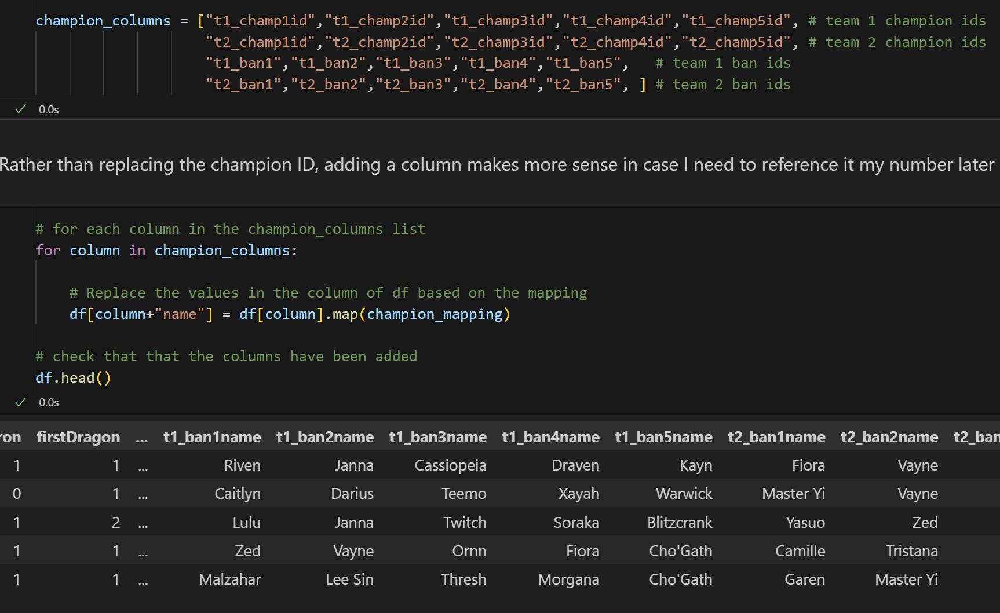 champion_columns = ["t1_champ1id","t1_champ2id","t1_champ3id","t1_champ4id","t1_champ5id", # team 1 champion ids
"t2_champ1id","t2_champ2id","t2_champ3id","t2_champ4id","t2_champ5id", # team 2 champion ids
"t1_ban1","t1_ban2","t1_ban3","t1_ban4","t1_ban5",   # team 1 ban ids
"t2_ban1","t2_ban2","t2_ban3","t2_ban4","t2_ban5", ] # team 2 ban ids
✓ 0.0s
Rather than replacing the champion ID, adding a column makes more sense in case I need to reference it my number later
# for each column in the champion_columns list
for column in champion_columns:
# Replace the values in the column of df based on the mapping
df[column+"name"] = df[column].map(champion_mapping)
# check that that the columns have been added
df.head()
✓ 0.0s
ron firstDragon ... t1_ban1name t1_ban2name t1_ban3name t1_ban4name t1_ban5name t2_ban1name t2_ban2name t2_ban
1 1 ... Riven Janna Cassiopeia Draven Kayn Fiora Vayne
0 1 ... Caitlyn Darius Teemo Xayah Warwick Master Yi Vayne
1 2 ... Lulu Janna Twitch Soraka Blitzcrank Yasuo Zed
1 1 ... Zed Vayne Ornn Fiora Cho'Gath Camille Tristana
1 1 ... Malzahar Lee Sin Thresh Morgana Cho'Gath Garen Master Yi